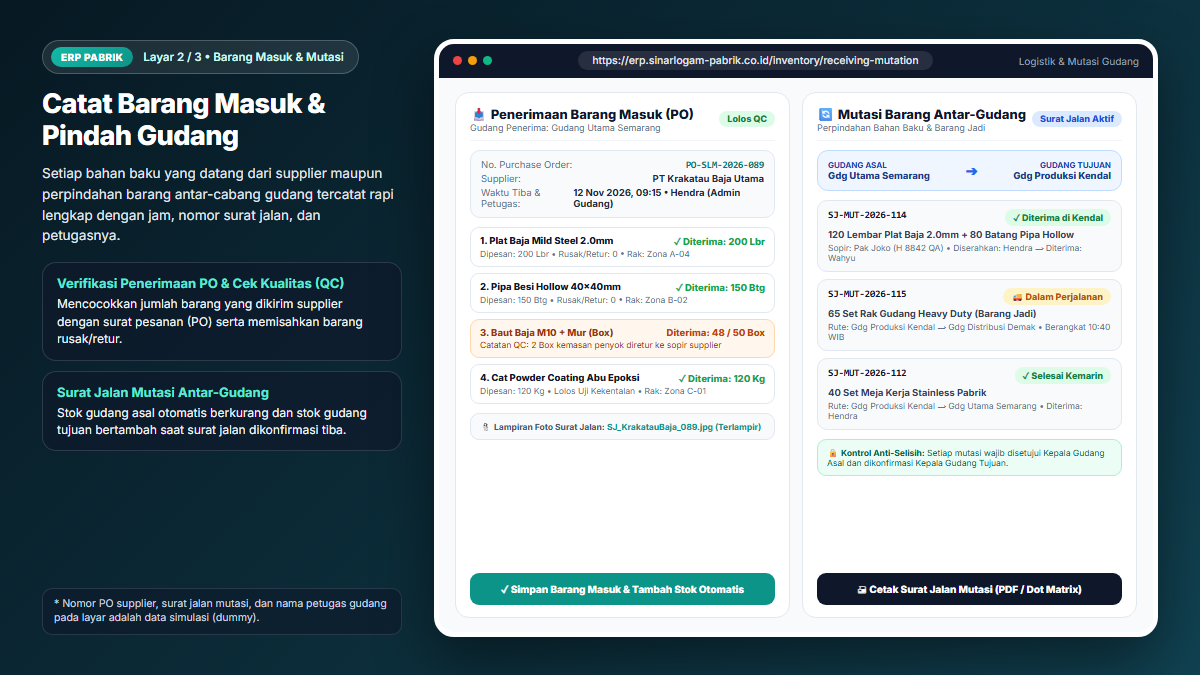 ERP PABRIK
Layar 2 / 3 • Barang Masuk & Mutasi
Catat Barang Masuk &
Pindah Gudang
Setiap bahan baku yang datang dari supplier maupun
perpindahan barang antar-cabang gudang tercatat rapi
lengkap dengan jam, nomor surat jalan, dan
petugasnya.
Verifikasi Penerimaan PO & Cek Kualitas (QC)
Mencocokkan jumlah barang yang dikirim supplier
dengan surat pesanan (PO) serta memisahkan barang
rusak/retur.
Surat Jalan Mutasi Antar-Gudang
Stok gudang asal otomatis berkurang dan stok gudang
tujuan bertambah saat surat jalan dikonfirmasi tiba.
* Nomor PO supplier, surat jalan mutasi, dan nama petugas gudang
pada layar adalah data simulasi (dummy).
https://erp.sinarlogam-pabrik.co.id/inventory/receiving-mutation
Logistik & Mutasi Gudang
📥 Penerimaan Barang Masuk (PO)
Gudang Penerima: Gudang Utama Semarang
Lolos QC
No. Purchase Order: PO-SLM-2026-089
Supplier: PT Krakatau Baja Utama
Waktu Tiba & Petugas: 12 Nov 2026, 09:15 • Hendra (Admin Gudang)
1. Plat Baja Mild Steel 2.0mm ✓ Diterima: 200 Lbr
Dipesan: 200 Lbr • Rusak/Retur: 0 • Rak: Zona A-04
2. Pipa Besi Hollow 40x40mm ✓ Diterima: 150 Btg
Dipesan: 150 Btg • Rusak/Retur: 0 • Rak: Zona B-02
3. Baut Baja M10 + Mur (Box) Diterima: 48 / 50 Box
Catatan QC: 2 Box kemasan penyok diretur ke sopir supplier
4. Cat Powder Coating Abu Epoksi ✓ Diterima: 120 Kg
Dipesan: 120 Kg • Lolos Uji Kekentalan • Rak: Zona C-01
📎 Lampiran Foto Surat Jalan: SJ_KrakatauBaja_089.jpg (Terlampir)
✓ Simpan Barang Masuk & Tambah Stok Otomatis
🔄 Mutasi Barang Antar-Gudang
Perpindahan Bahan Baku & Barang Jadi
Surat Jalan Aktif
GUDANG ASAL
Gdg Utama Semarang
➔
GUDANG TUJUAN
Gdg Produksi Kendal
SJ-MUT-2026-114 ✓ Diterima di Kendal
120 Lembar Plat Baja 2.0mm + 80 Batang Pipa Hollow
Sopir: Pak Joko (H 8842 QA) • Diserahkan: Hendra → Diterima:
Wahyu
SJ-MUT-2026-115 🚚 Dalam Perjalanan
65 Set Rak Gudang Heavy Duty (Barang Jadi)
Rute: Gdg Produksi Kendal → Gdg Distribusi Demak • Berangkat 10:40
WIB
SJ-MUT-2026-112 ✓ Selesai Kemarin
40 Set Meja Kerja Stainless Pabrik
Rute: Gdg Produksi Kendal → Gdg Utama Semarang • Diterima:
Hendra
🔒 Kontrol Anti-Selisih: Setiap mutasi wajib disetujui Kepala Gudang
Asal dan dikonfirmasi Kepala Gudang Tujuan.
🖨 Cetak Surat Jalan Mutasi (PDF / Dot Matrix)